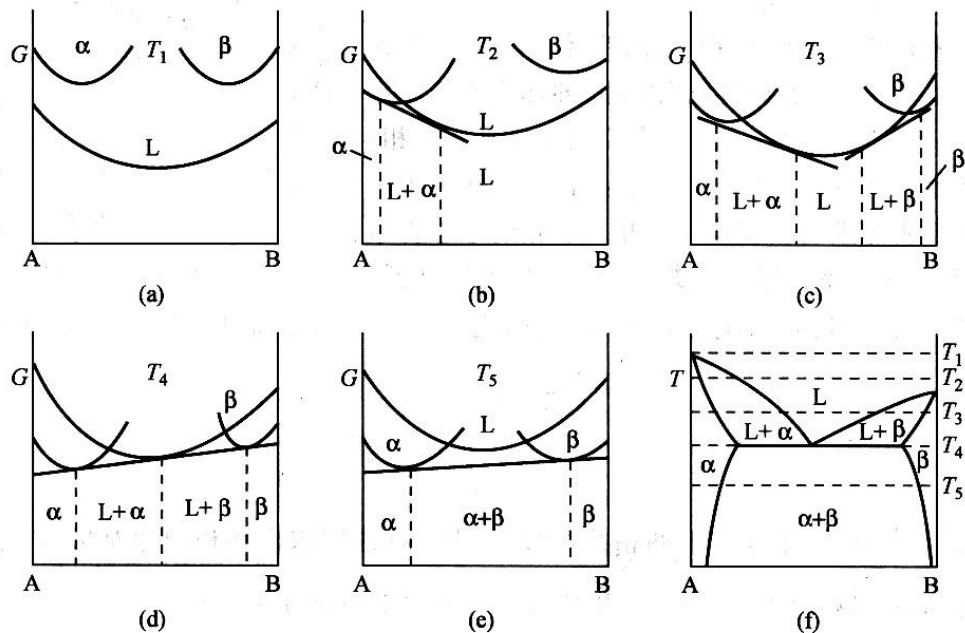 G α T₁ β
L
A B
(a)
G T₂ β
L
α L+α L
A B
(b)
G T₃ β
α L+α L L+β β
A B
(c)
G T₄ β
α L+α L+β β
A B
(d)
G T₅
α L β
α α+β β
A B
(e)
T T₁
T₂
L
T₃
L+α L+β
T₄
α β
T₅
α+β
A B
(f)